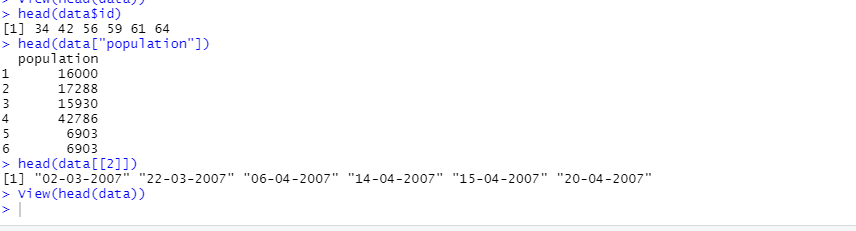 > View(head(data))
> head(data$id)
[1] 34 42 56 59 61 64
> head(data["population"])
  population
1      16000
2      17288
3      15930
4      42786
5       6903
6       6903
> head(data[[2]])
[1] "02-03-2007" "22-03-2007" "06-04-2007" "14-04-2007" "15-04-2007" "20-04-2007"
> View(head(data))
>